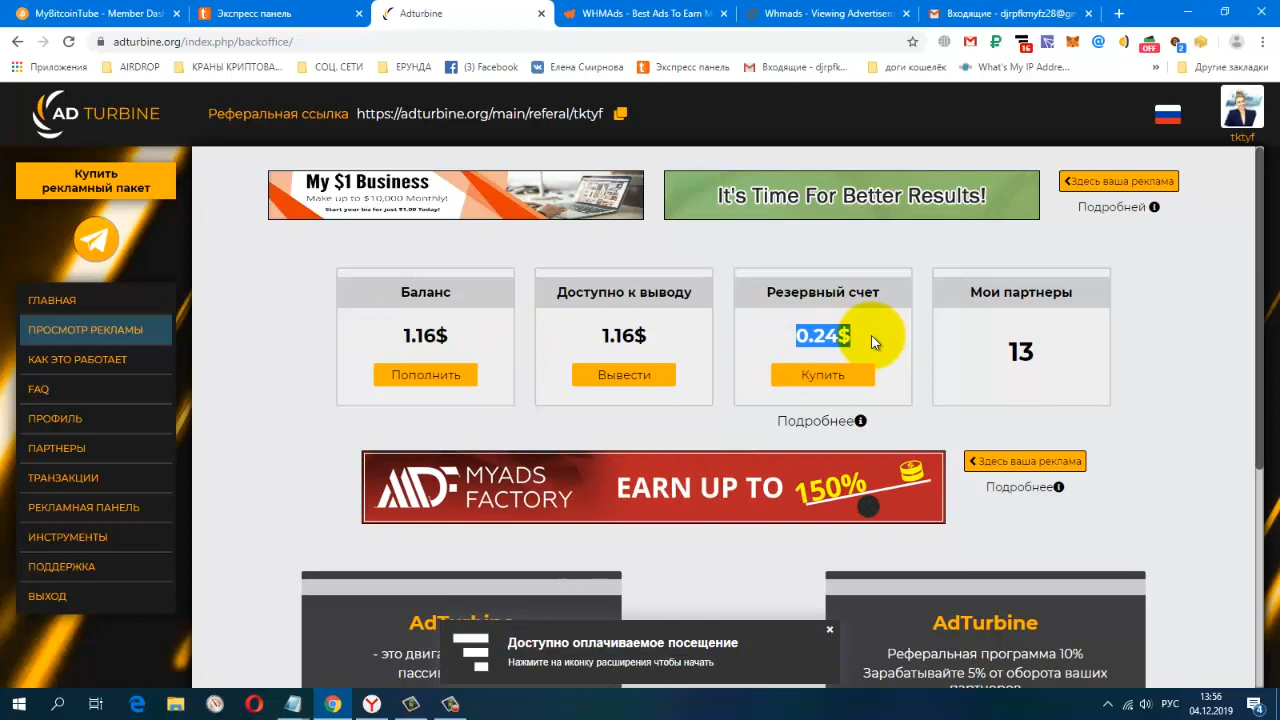 MyBitcoinTube - Member Dash
Экспресс панель
Adturbine
WHMAds - Best Ads To Earn M
Whmads - Viewing Advertisem
Входящие - djrpfkmyfz28@gm
adturbine.org/index.php/backoffice/
16
OFF
2
Приложения
AIRDROP
КРАНЫ КРИПТОВА...
СОЦ. СЕТИ
ЕРУНДА
(3) Facebook
Елена Смирнова
Экспресс панель
Входящие - djrpfk...
доги кошелёк
What's My IP Addre...
»
Другие закладки
AD TURBINE
Реферальная ссылка https://adturbine.org/main/referal/tktyf
tktyf
Купить
рекламный пакет
ГЛАВНАЯ
ПРОСМОТР РЕКЛАМЫ
КАК ЭТО РАБОТАЕТ
FAQ
ПРОФИЛЬ
ПАРТНЕРЫ
ТРАНЗАКЦИИ
РЕКЛАМНАЯ ПАНЕЛЬ
ИНСТРУМЕНТЫ
ПОДДЕРЖКА
ВЫХОД
My $1 Business
Make up to $10,000 Monthly!
Start your biz for just $1.00 Today!
It's Time For Better Results!
Здесь ваша реклама
Подробней
Баланс
1.16$
Пополнить
Доступно к выводу
1.16$
Вывести
Резервный счет
0.24$
Купить
Подробнее
Мои партнеры
13
MYADS
FACTORY
EARN UP TO 150%
Здесь ваша реклама
Подробнее
AdTurbine
- это двига
пасси
AdTurbine
Реферальная программа 10%
Зарабатывайте 5% от оборота ваших
партнеров
Доступно оплачиваемое посещение
Нажмите на иконку расширения чтобы начать
РУС
13:56
04.12.2019
4